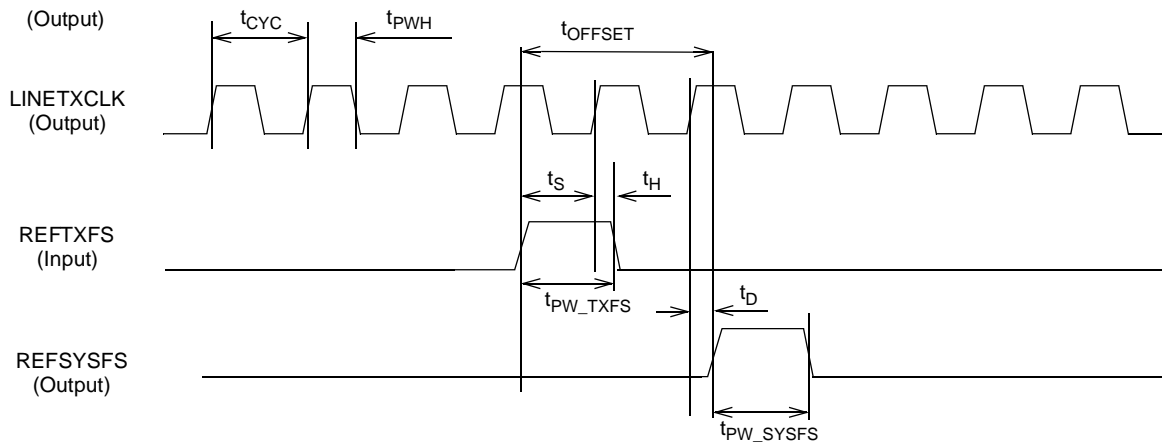 (Output)
tCYC
tPWH
tOFFSET
LINETXCLK
(Output)
tS
tH
REFTXFS
(Input)
tPW_TXFS
tD
REFSYSFS
(Output)
tPW_SYSFS